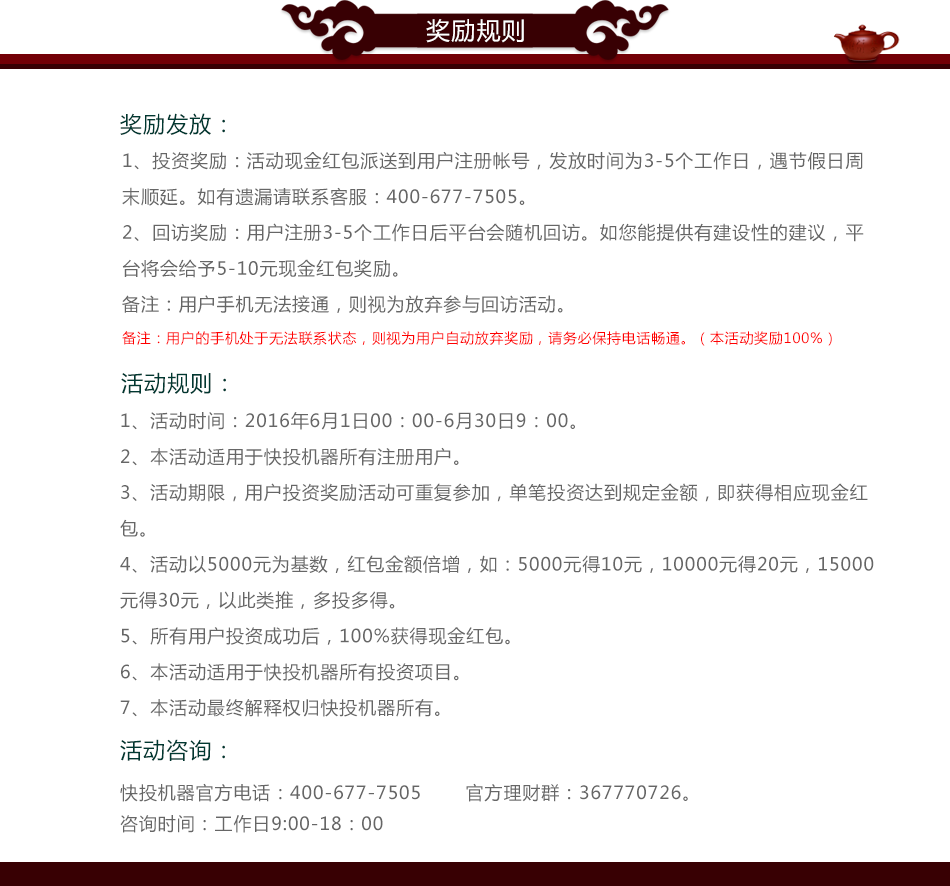 奖励规则
奖励发放：
1、投资奖励：活动现金红包派送到用户注册帐号，发放时间为3-5个工作日，遇节假日周
末顺延。如有遗漏请联系客服：400-677-7505。
2、回访奖励：用户注册3-5个工作日后平台会随机回访。如您能提供有建设性的建议，平
台将会给予5-10元现金红包奖励。
备注：用户手机无法接通，则视为放弃参与回访活动。
备注：用户的手机处于无法联系状态，则视为用户自动放弃奖励，请务必保持电话畅通。（本活动奖励100%）
活动规则：
1、活动时间：2016年6月1日00：00-6月30日9：00。
2、本活动适用于快投机器所有注册用户。
3、活动期限，用户投资奖励活动可重复参加，单笔投资达到规定金额，即获得相应现金红
包。
4、活动以5000元为基数，红包金额倍增，如：5000元得10元，10000元得20元，15000
元得30元，以此类推，多投多得。
5、所有用户投资成功后，100%获得现金红包。
6、本活动适用于快投机器所有投资项目。
7、本活动最终解释权归快投机器所有。
活动咨询：
快投机器官方电话：400-677-7505　　官方理财群：367770726。
咨询时间：工作日9:00-18：00